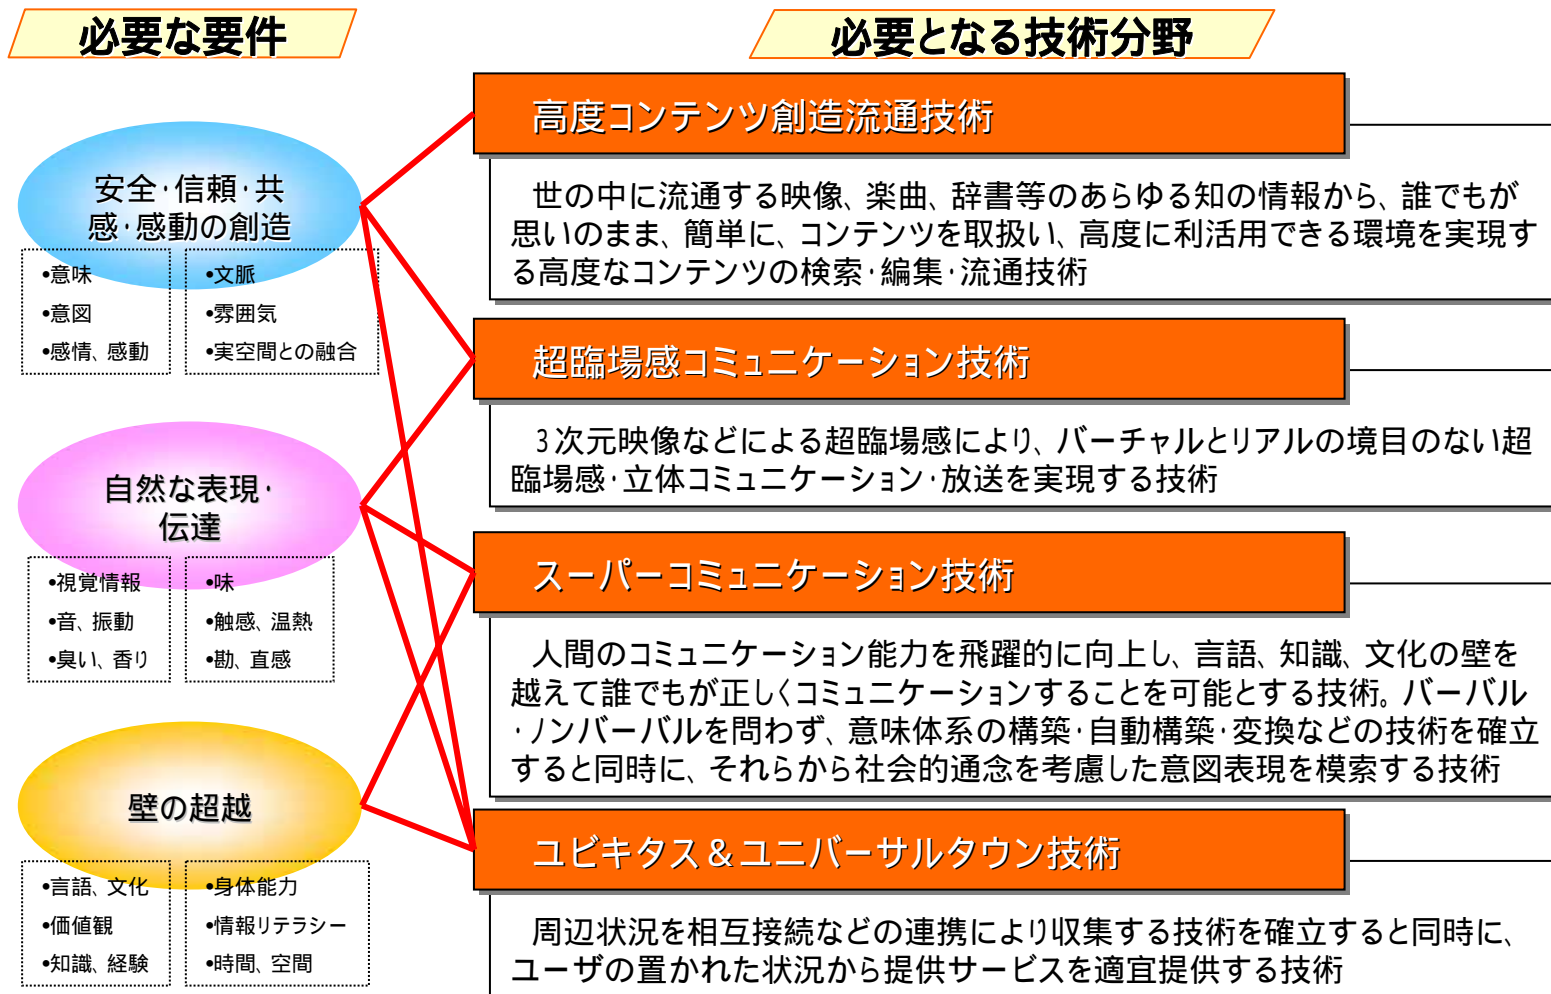 必要な要件
必要となる技術分野
安全・信頼・共
感・感動の創造
•意味
•意図
•感情、感動
•文脈
•雰囲気
•実空間との融合
自然な表現・
伝達
•視覚情報
•音、振動
•臭い、香り
•味
•触感、温熱
•勘、直感
壁の超越
•言語、文化
•価値観
•知識、経験
•身体能力
•情報リテラシー
•時間、空間
高度コンテンツ創造流通技術
世の中に流通する映像、楽曲、辞書等のあらゆる知の情報から、誰でもが
思いのまま、簡単に、コンテンツを取扱い、高度に利活用できる環境を実現す
る高度なコンテンツの検索・編集・流通技術
超臨場感コミュニケーション技術
3次元映像などによる超臨場感により、バーチャルとリアルの境目のない超
臨場感・立体コミュニケーション・放送を実現する技術
スーパーコミュニケーション技術
人間のコミュニケーション能力を飛躍的に向上し、言語、知識、文化の壁を
越えて誰でもが正しくコミュニケーションすることを可能とする技術。バーバル
・ノンバーバルを問わず、意味体系の構築・自動構築・変換などの技術を確立
すると同時に、それらから社会的通念を考慮した意図表現を模索する技術
ユビキタス＆ユニバーサルタウン技術
周辺状況を相互接続などの連携により収集する技術を確立すると同時に、
ユーザの置かれた状況から提供サービスを適宜提供する技術